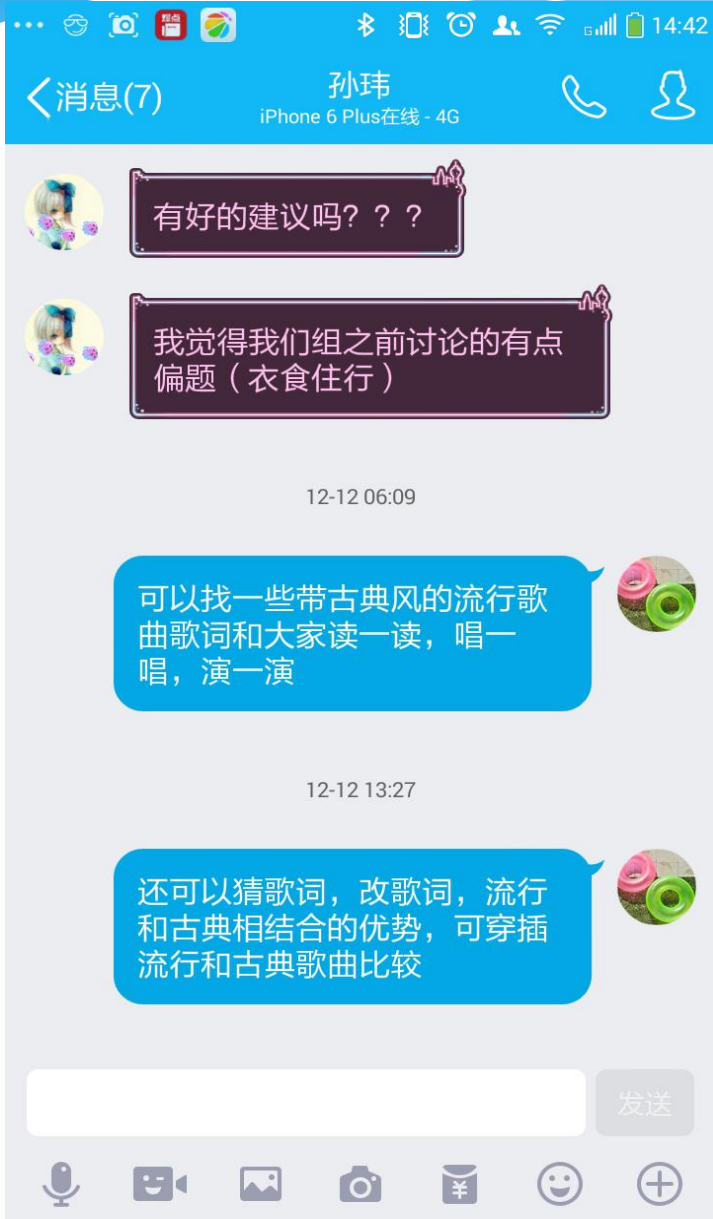 14:42
消息(7)
孙玮
iPhone 6 Plus在线 - 4G
有好的建议吗？？？
我觉得我们组之前讨论的有点
偏题（衣食住行）
12-12 06:09
可以找一些带古典风的流行歌
曲歌词和大家读一读，唱一
唱，演一演
12-12 13:27
还可以猜歌词，改歌词，流行
和古典相结合的优势，可穿插
流行和古典歌曲比较
发送